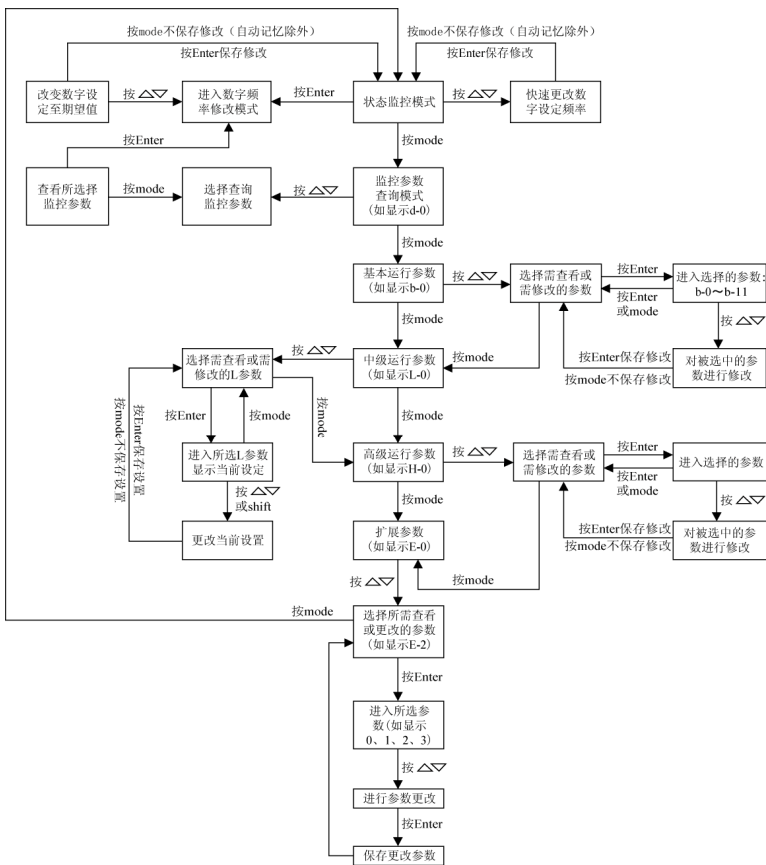 按mode不保存修改（自动记忆除外）
按Enter保存修改
按mode不保存修改（自动记忆除外）
按Enter保存修改
改变数字设
定至期望值
按 △▽
进入数字频
率修改模式
按Enter
状态监控模式
按 △▽
快速更改数
字设定频率
按Enter
按mode
查看所选择
监控参数
按mode
选择查询
监控参数
按 △▽
监控参数
查询模式
(如显示d-0)
按mode
基本运行参数
(如显示b-0)
按 △▽
选择需查看或
需修改的参数
按Enter
按Enter
或mode
进入选择的参数:
b-0～b-11
按mode
按 △▽
选择需查看或需
修改的L参数
按 △▽
中级运行参数
(如显示L-0)
按mode
按Enter保存修改
按mode不保存修改
对被选中的参
数进行修改
按mode不保存设置
按Enter保存设置
按Enter
按mode
按mode
按mode
进入所选L参数
显示当前设定
高级运行参数
(如显示H-0)
按 △▽
选择需查看或
需修改的参数
按Enter
按Enter
或mode
进入选择的参数
按 △▽
或shift
按mode
按 △▽
更改当前设置
扩展参数
(如显示E-0)
按Enter保存修改
按mode不保存修改
对被选中的参
数进行修改
按 △▽
按mode
按mode
选择所需查看
或更改的参数
(如显示E-2)
按Enter
进入所选参
数(如显示
0、1、2、3)
按 △▽
进行参数更改
按Enter
保存更改参数